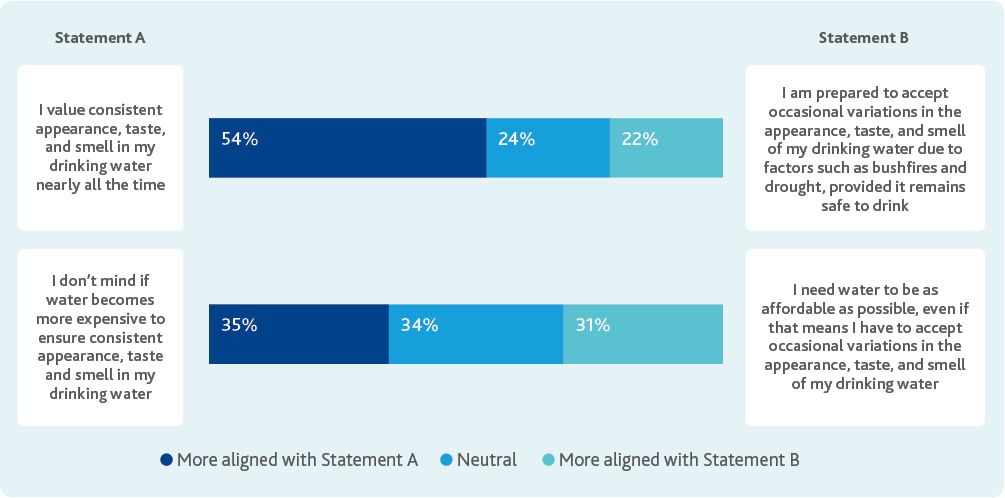 Statement A
Statement B
I value consistent
appearance, taste,
and smell in my
drinking water
nearly all the time
54%
24%
22%
I am prepared to accept
occasional variations in the
appearance, taste, and smell
of my drinking water due to
factors such as bushfires and
drought, provided it remains
safe to drink
I don’t mind if
water becomes
more expensive to
ensure consistent
appearance, taste
and smell in my
drinking water
35%
34%
31%
I need water to be as
affordable as possible, even if
that means I have to accept
occasional variations in the
appearance, taste, and smell
of my drinking water
More aligned with Statement A
Neutral
More aligned with Statement B